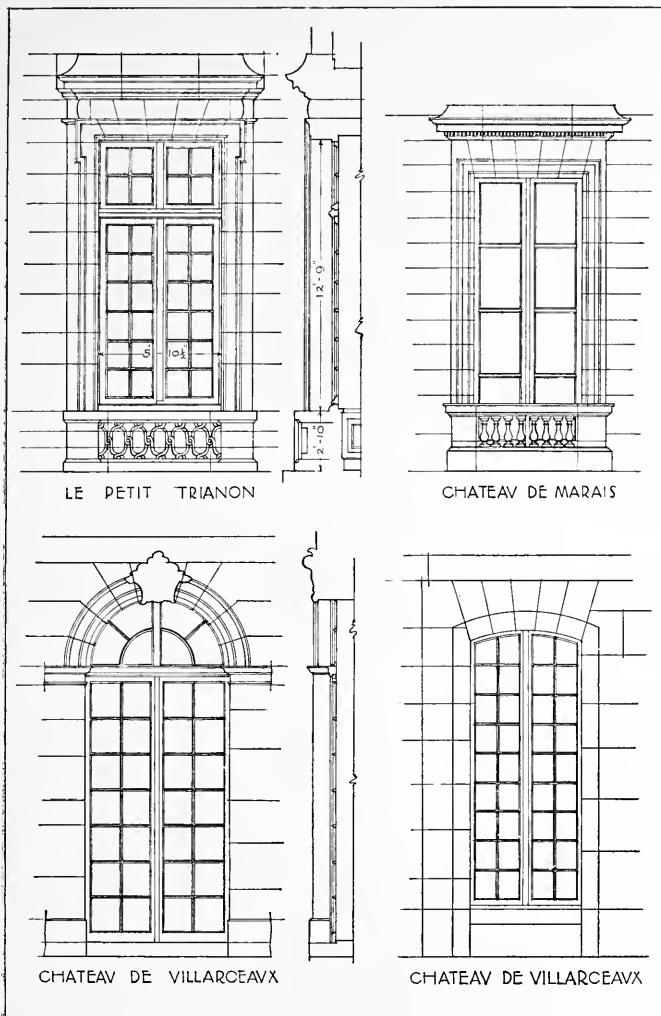 5' 10½"
12'-9"
2'-10"
LE PETIT TRIANON
CHATEAV DE MARAIS
CHATEAV DE VILLARCEAVX
CHATEAV DE VILLARCEAVX